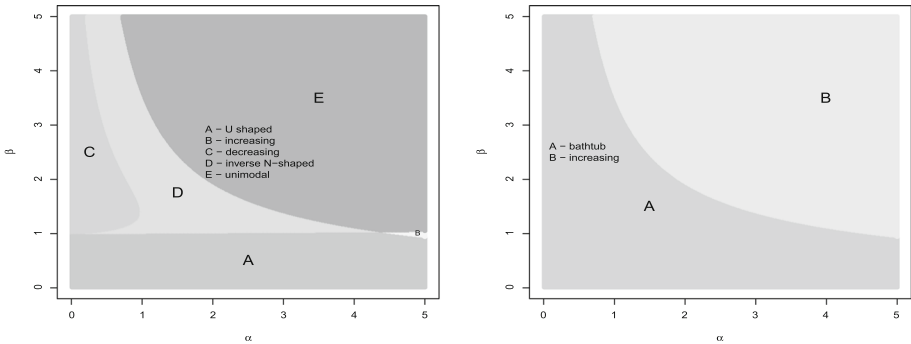 5
4
3
2
1
0
β
C
D
E
A
B
A − U shaped
B − increasing
C − decreasing
D − inverse N−shaped
E − unimodal
0 1 2 3 4 5
α
5
4
3
2
1
0
β
B
A − bathtub
B − increasing
A
0 1 2 3 4 5
α